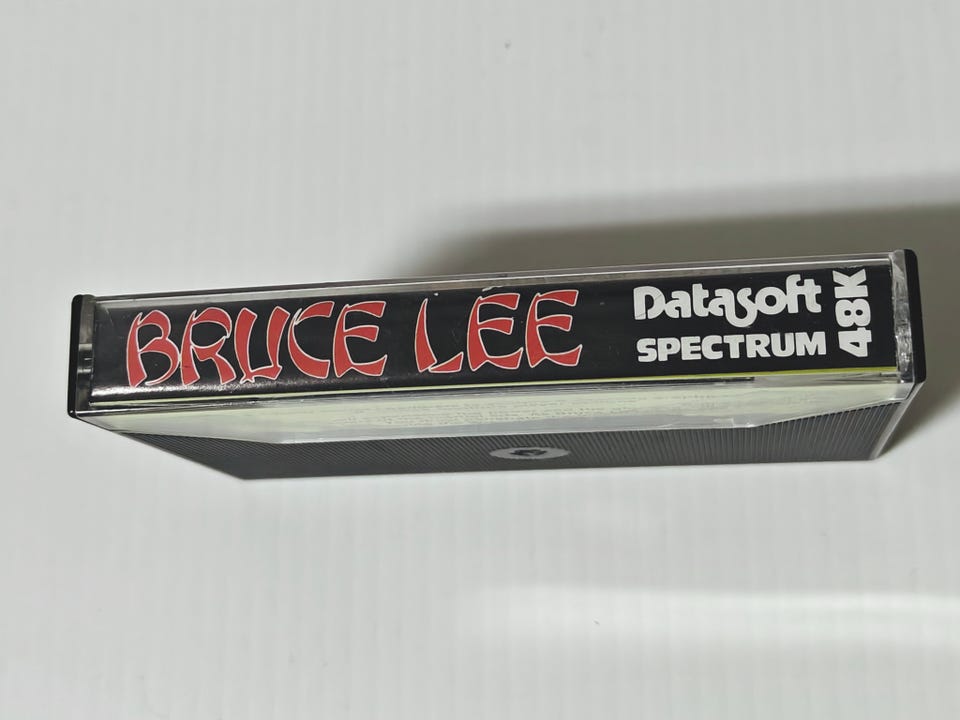 BRUCE LEE
Datasoft
SPECTRUM
48K